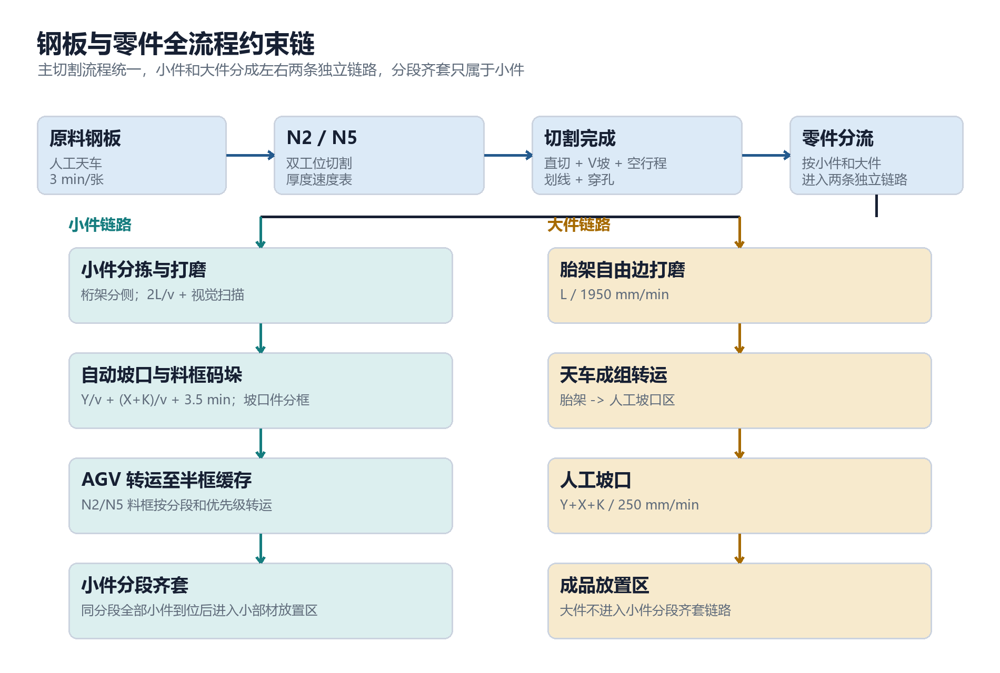 钢板与零件全流程约束链
主切割流程统一，小件和大件分成左右两条独立链路，分段齐套只属于小件
原料钢板
人工天车
3 min/张
N2 / N5
双工位切割
厚度速度表
切割完成
直切 + V坡 + 空行程
划线 + 穿孔
零件分流
按小件和大件
进入两条独立链路
小件链路
小件分拣与打磨
桁架分侧；2L/v + 视觉扫描
自动坡口与料框码垛
Y/v + (X+K)/v + 3.5 min；坡口件分框
AGV 转运至半框缓存
N2/N5 料框按分段和优先级转运
小件分段齐套
同分段全部小件到位后进入小部材放置区
大件链路
胎架自由边打磨
L / 1950 mm/min
天车成组转运
胎架 -> 人工坡口区
人工坡口
Y+X+K / 250 mm/min
成品放置区
大件不进入小件分段齐套链路